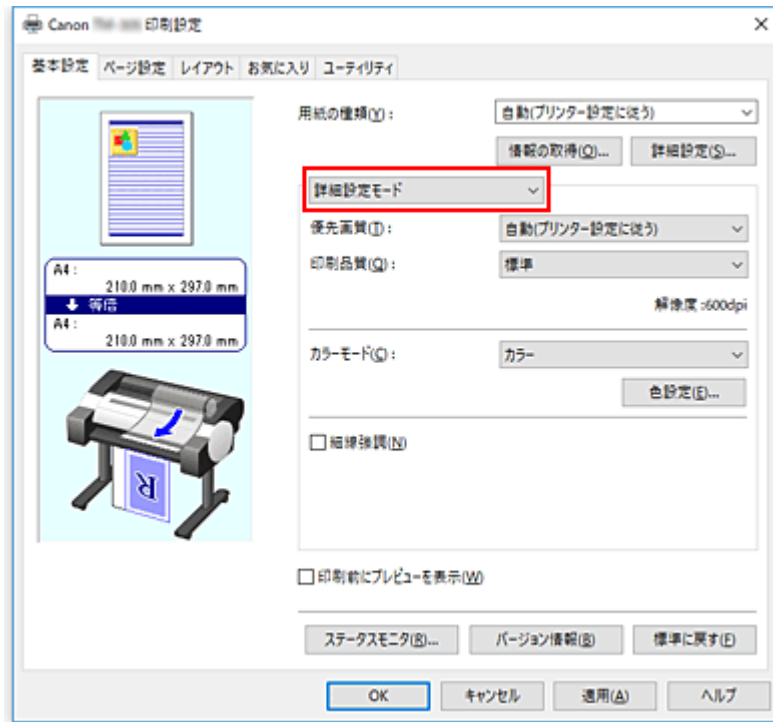 Canon 印刷設定
基本設定 ページ設定 レイアウト お気に入り ユーティリティ
用紙の種類(Y): 自動(プリンター設定に従う)
情報の取得(O)... 詳細設定(S)...
詳細設定モード
優先画質(T): 自動(プリンター設定に従う)
印刷品質(Q): 標準
解像度:600dpi
カラーモード(C): カラー
色設定(E)...
細線強調(N)
A4:
210.0 mm x 297.0 mm
等倍
A4:
210.0 mm x 297.0 mm
R
印刷前にプレビューを表示(W)
ステータスモニタ(R)... バージョン情報(B) 標準に戻す(F)
OK キャンセル 適用(A) ヘルプ